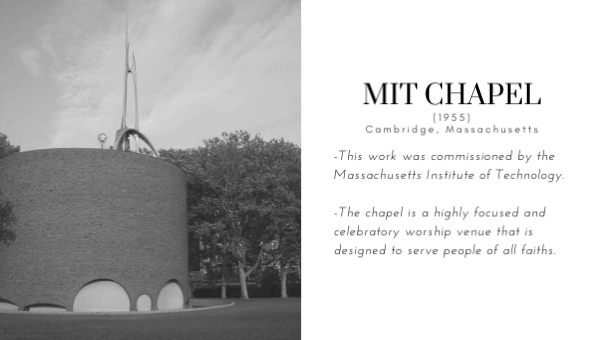 MIT CHAPEL
(1955)
Cambridge, Massachusetts
-This work was commissioned by the
Massachusetts Institute of Technology.
-The chapel is a highly focused and
celebratory worship venue that is
designed to serve people of all faiths.